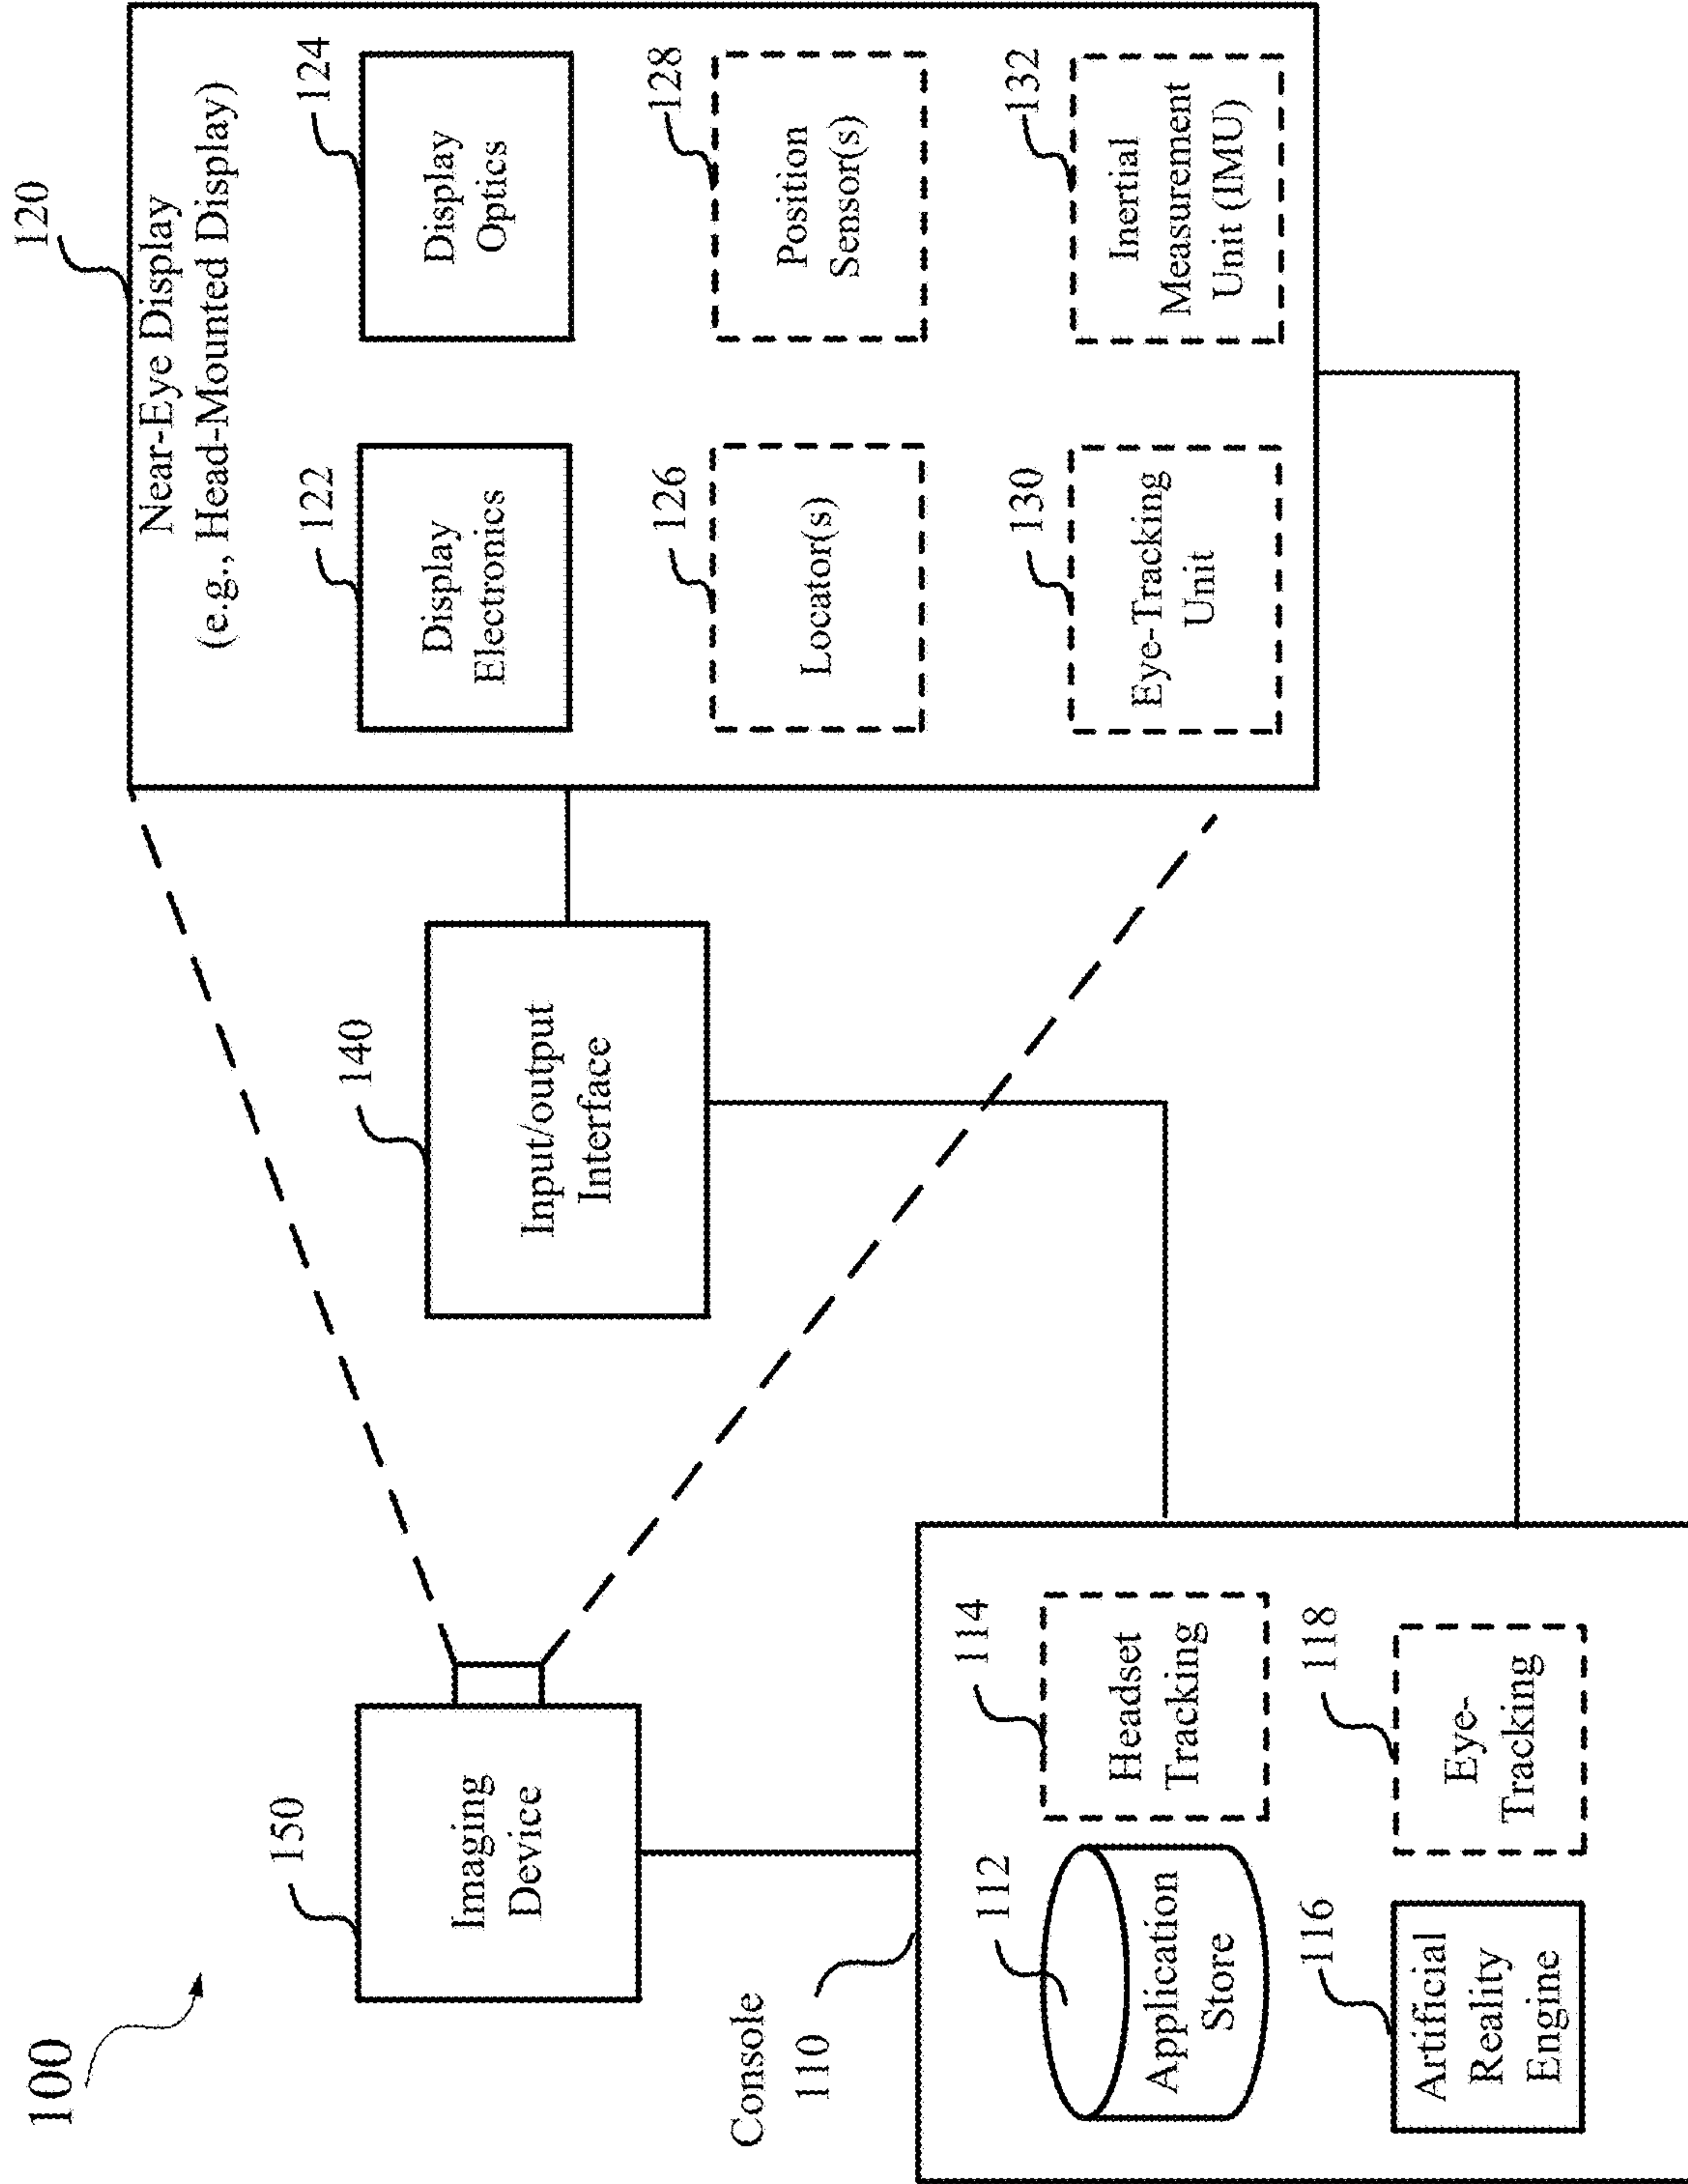 100
120
Near-Eye Display
(e.g., Head-Mounted Display)
150
Imaging
Device
140
Input/output
Interface
122
Display
Electronics
124
Display
Optics
126
Locator(s)
128
Position
Sensor(s)
130
Eye-Tracking
Unit
132
Inertial
Measurement
Unit (IMU)
Console
110
112
Application
Store
114
Headset
Tracking
116
Artificial
Reality
Engine
118
Eye-
Tracking